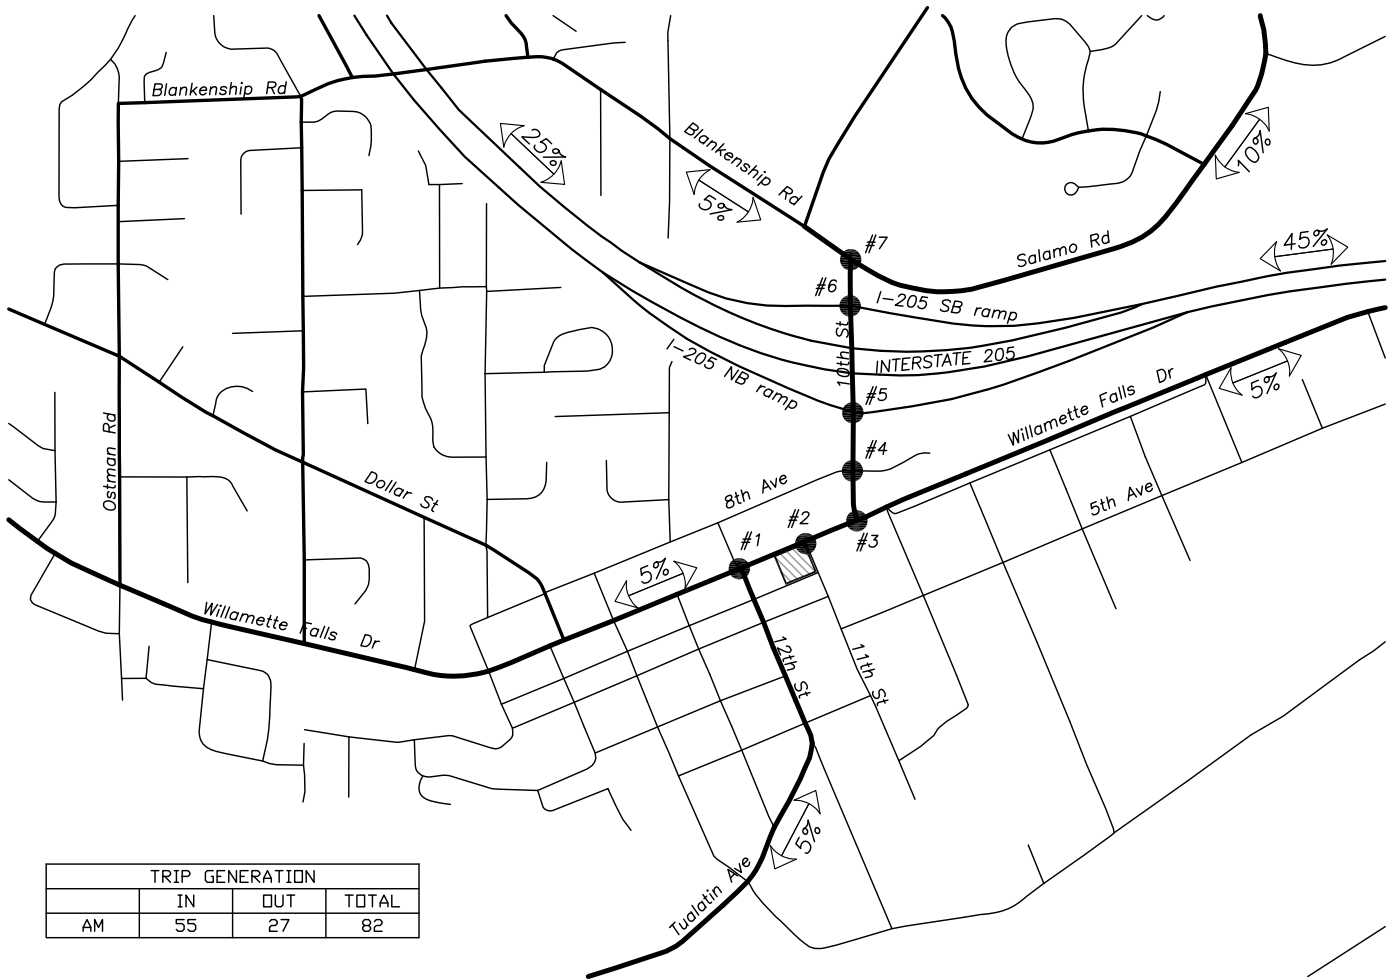 Blankenship Rd
25%
Blankenship Rd
5%
10%
#7
Salamo Rd
45%
#6
I-205 SB ramp
10th St
INTERSTATE 205
I-205 NB ramp
#5
Willamette Falls Dr
5%
Ostman Rd
#4
Dollar St
8th Ave
5th Ave
#2
#1
#3
5%
Willamette Falls Dr
12th St
11th St
5%
Tualatin Ave
TRIP GENERATION
IN OUT TOTAL
AM 55 27 82